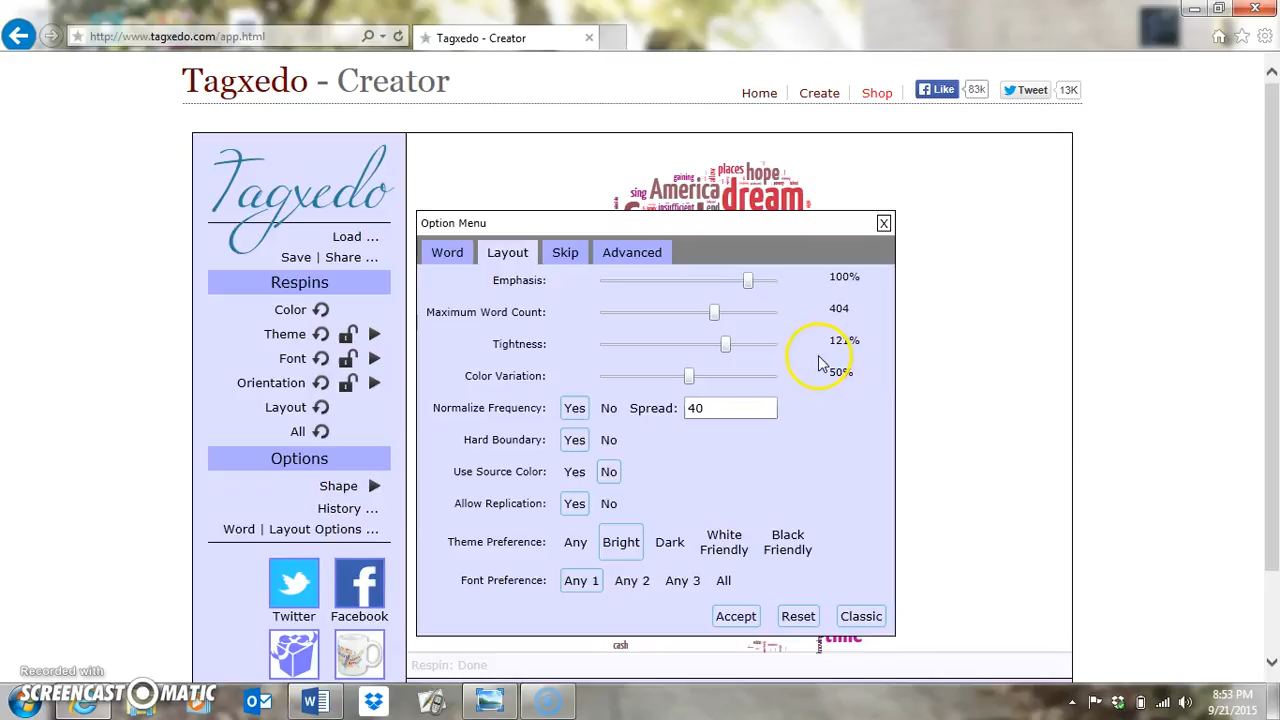 http://www.tagxedo.com/app.html
Tagxedo - Creator
Tagxedo - Creator
Home Create Shop Like 83k Tweet 13K
Tagxedo
Load ...
Save | Share ...
Respins
Color
Theme
Font
Orientation
Layout
All
Options
Shape
History ...
Word | Layout Options ...
Twitter Facebook
gaining places hope
sing America dream
insufficient
Option Menu X
Word Layout Skip Advanced
Emphasis: 100%
Maximum Word Count: 404
Tightness: 121%
Color Variation: 50%
Normalize Frequency: Yes No Spread: 40
Hard Boundary: Yes No
Use Source Color: Yes No
Allow Replication: Yes No
Theme Preference: Any Bright Dark White Friendly Black Friendly
Font Preference: Any 1 Any 2 Any 3 All
Accept Reset Classic
cash time
Respin: Done
Recorded with
SCREENCAST MATIC
8:53 PM
9/21/2015